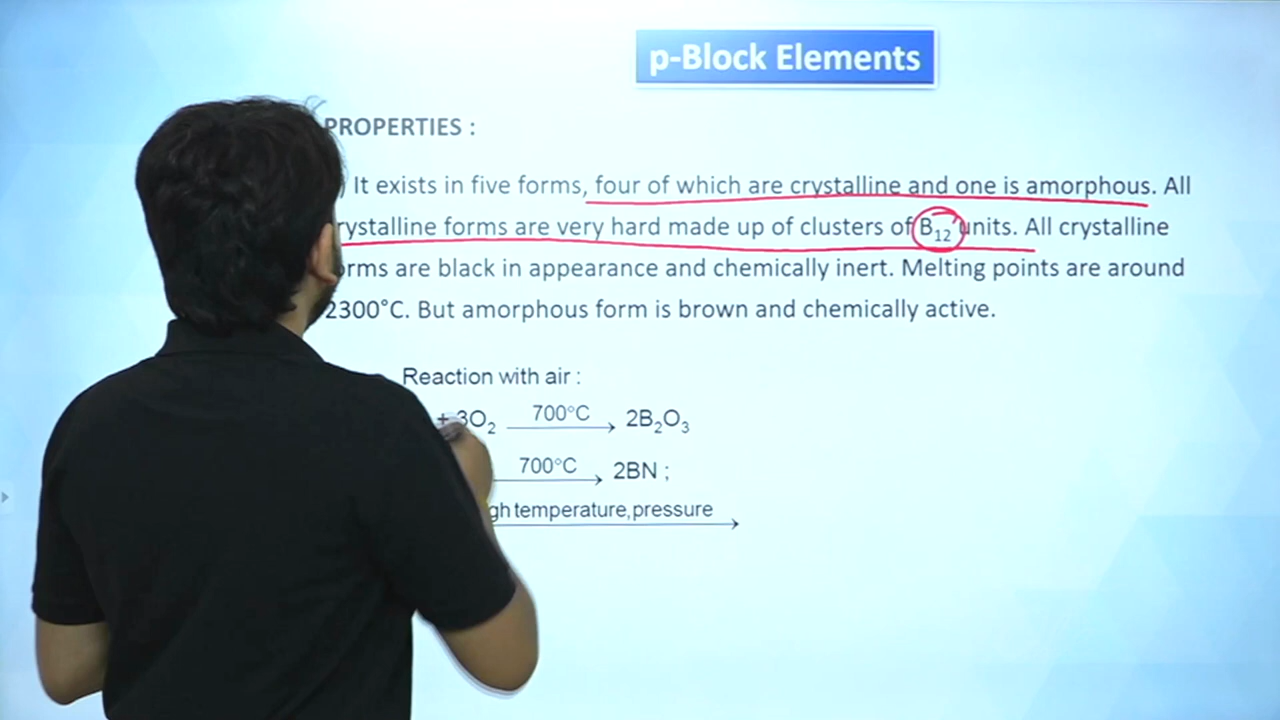 p-Block Elements
PROPERTIES :
) It exists in five forms, four of which are crystalline and one is amorphous. All
rystalline forms are very hard made up of clusters of B₁₂ units. All crystalline
orms are black in appearance and chemically inert. Melting points are around
2300°C. But amorphous form is brown and chemically active.
Reaction with air :
+ 3O₂ 700°C → 2B₂O₃
700°C → 2BN ;
gh temperature, pressure →